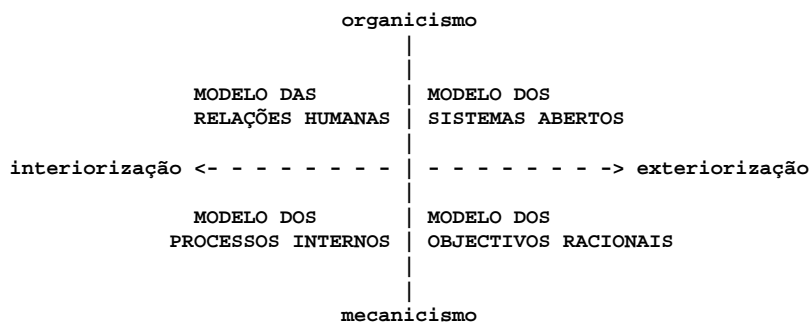 organicismo
MODELO DAS | MODELO DOS
RELAÇÕES HUMANAS | SISTEMAS ABERTOS
interiorização <- - - - - - - - | - - - - - - - -> exteriorização
MODELO DOS | MODELO DOS
PROCESSOS INTERNOS | OBJECTIVOS RACIONAIS
mecanicismo